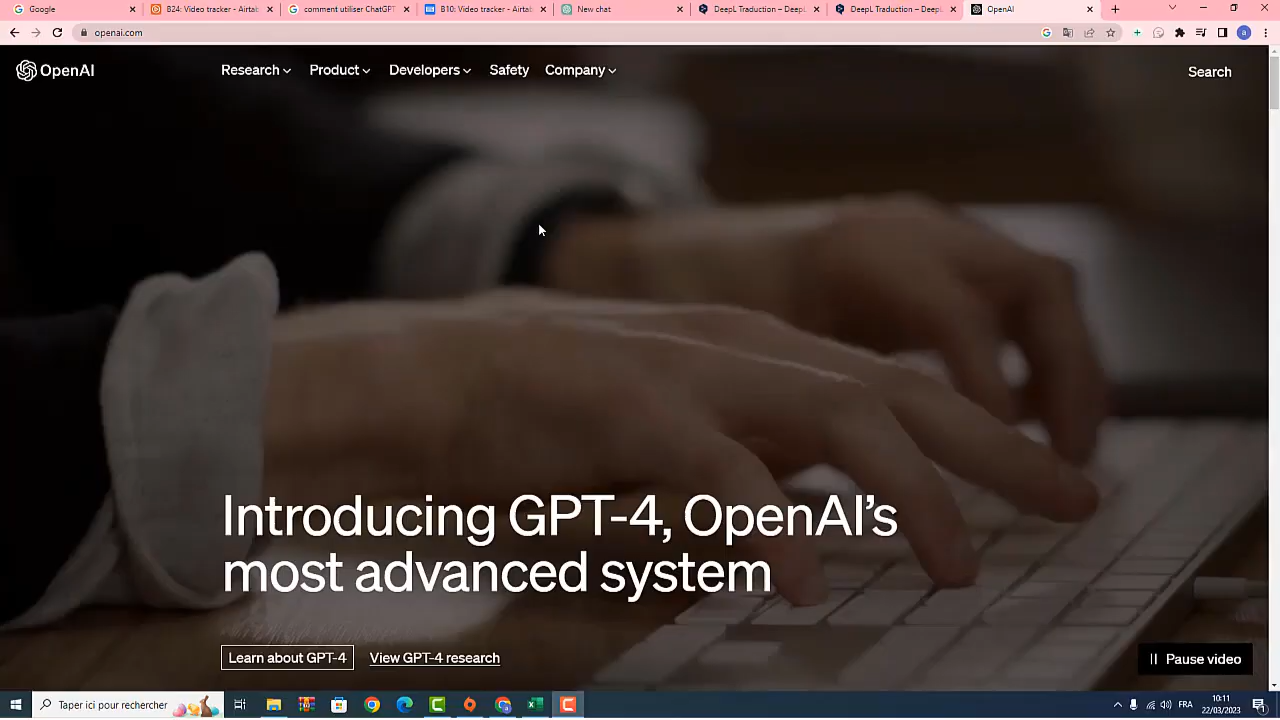 Google
B24: Video tracker - Airtab
comment utiliser ChatGPT
B10: Video tracker - Airtab
New chat
DeepL Traduction – DeepL
DeepL Traduction – DeepL
OpenAI
openai.com
a
OpenAI
Research
Product
Developers
Safety
Company
Search
Introducing GPT-4, OpenAI's
most advanced system
Learn about GPT-4
View GPT-4 research
Pause video
Taper ici pour rechercher
FRA
10:11
22/03/2023